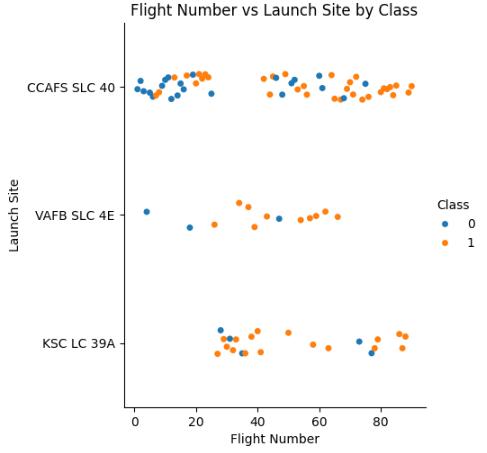 Flight Number vs Launch Site by Class
CCAFS SLC 40
VAFB SLC 4E
KSC LC 39A
Launch Site
0 20 40 60 80
Flight Number
Class
0
1